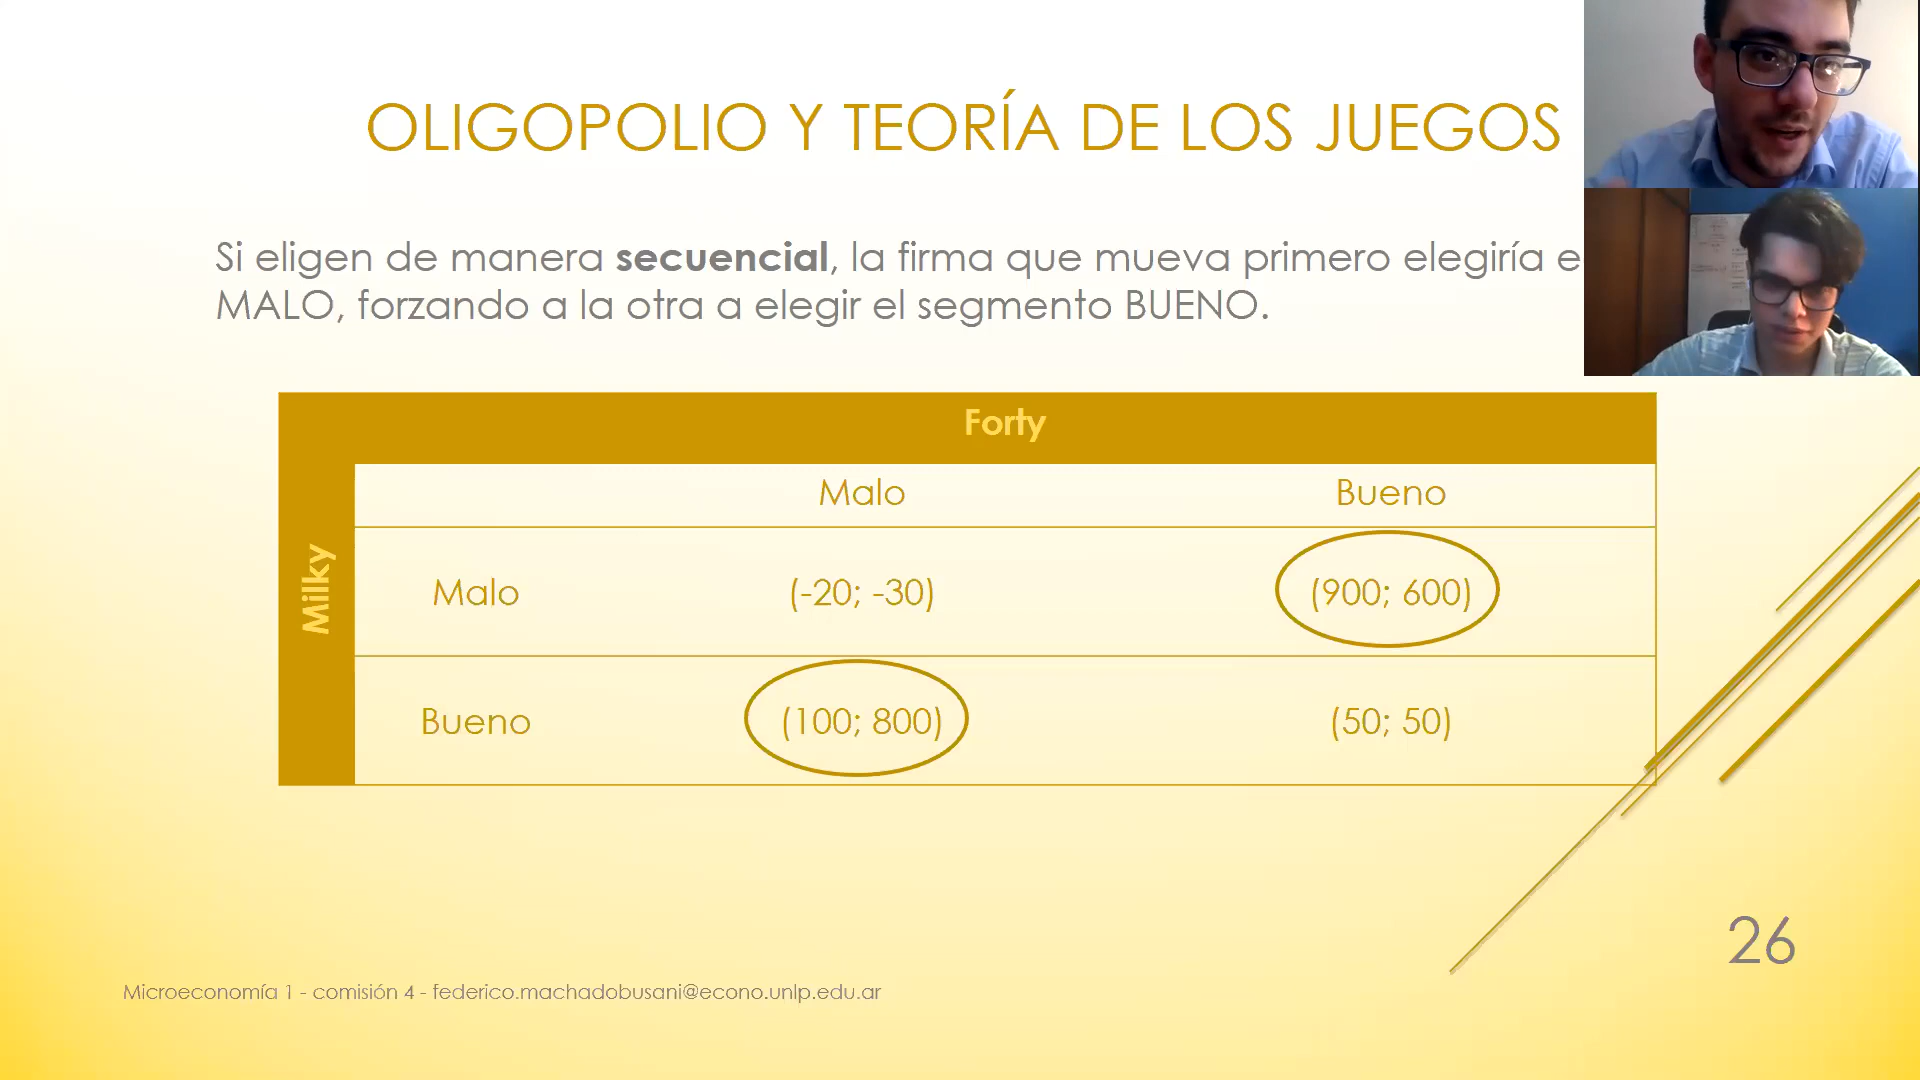 OLIGOPOLIO Y TEORÍA DE LOS JUEGOS
Si eligen de manera secuencial, la firma que mueva primero elegiría
MALO, forzando a la otra a elegir el segmento BUENO.
Forty
Malo Bueno
Milky
Malo (-20; -30) (900; 600)
Bueno (100; 800) (50; 50)
26
Microeconomía 1 - comisión 4 - federico.machadobusani@econo.unlp.edu.ar